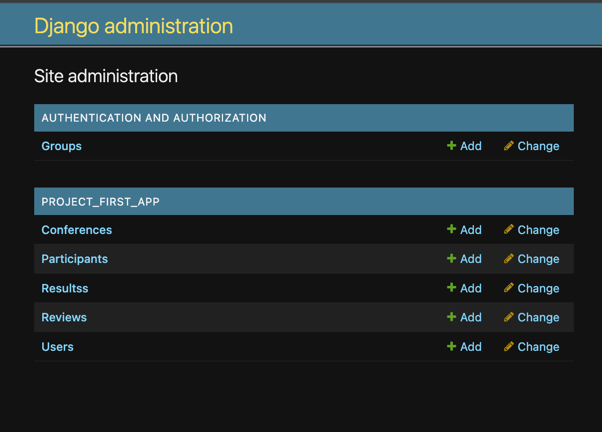 Django administration
Site administration
AUTHENTICATION AND AUTHORIZATION
Groups Add Change
PROJECT_FIRST_APP
Conferences Add Change
Participants Add Change
Resultss Add Change
Reviews Add Change
Users Add Change